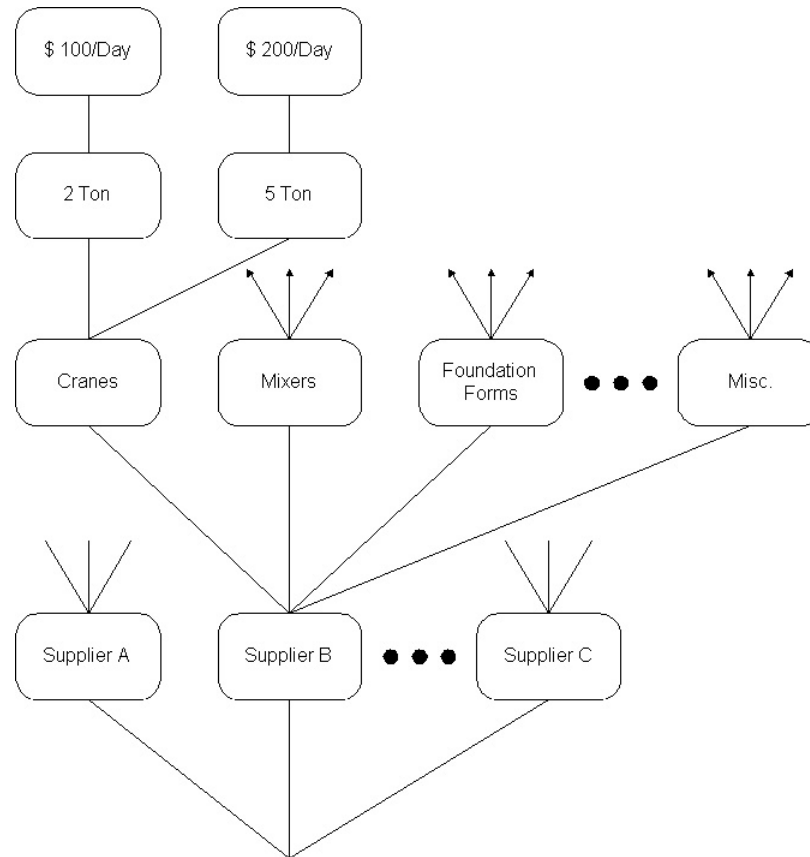 $ 100/Day
$ 200/Day
2 Ton
5 Ton
Cranes
Mixers
Foundation
Forms
Misc.
Supplier A
Supplier B
Supplier C